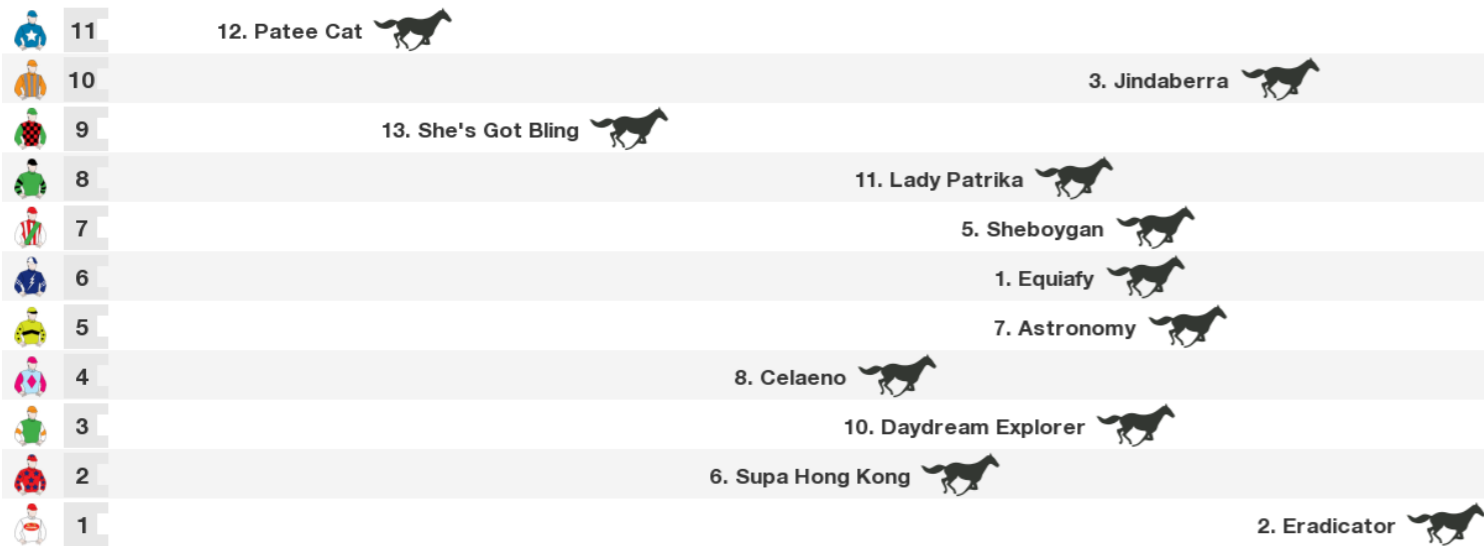 11 12. Patee Cat
10 3. Jindaberra
9 13. She's Got Bling
8 11. Lady Patrika
7 5. Sheboygan
6 1. Equiafy
5 7. Astronomy
4 8. Celaeno
3 10. Daydream Explorer
2 6. Supa Hong Kong
1 2. Eradicator